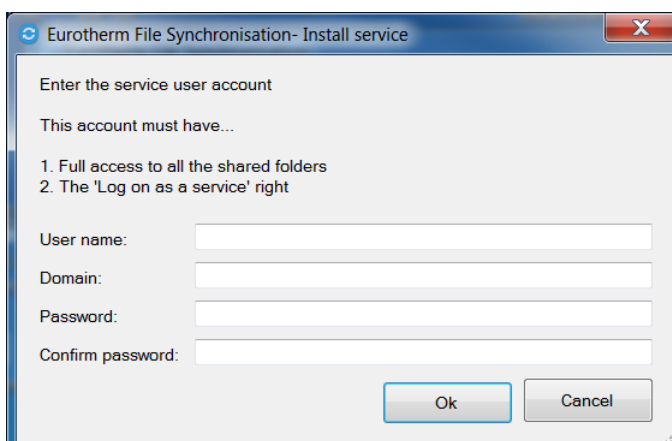 Eurotherm File Synchronisation- Install service
Enter the service user account
This account must have...
1. Full access to all the shared folders
2. The 'Log on as a service' right
User name:
Domain:
Password:
Confirm password:
Ok
Cancel